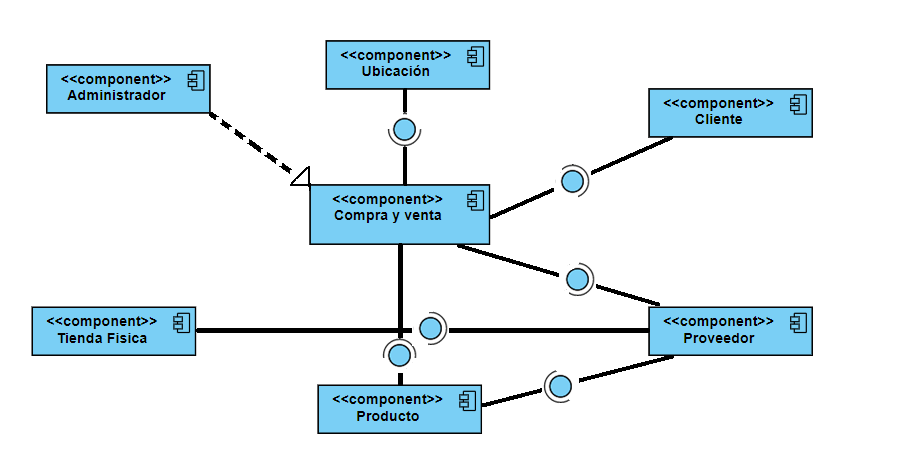 <<component>>
Ubicación
<<component>>
Administrador
<<component>>
Cliente
<<component>>
Compra y venta
<<component>>
Tienda Fisica
<<component>>
Proveedor
<<component>>
Producto